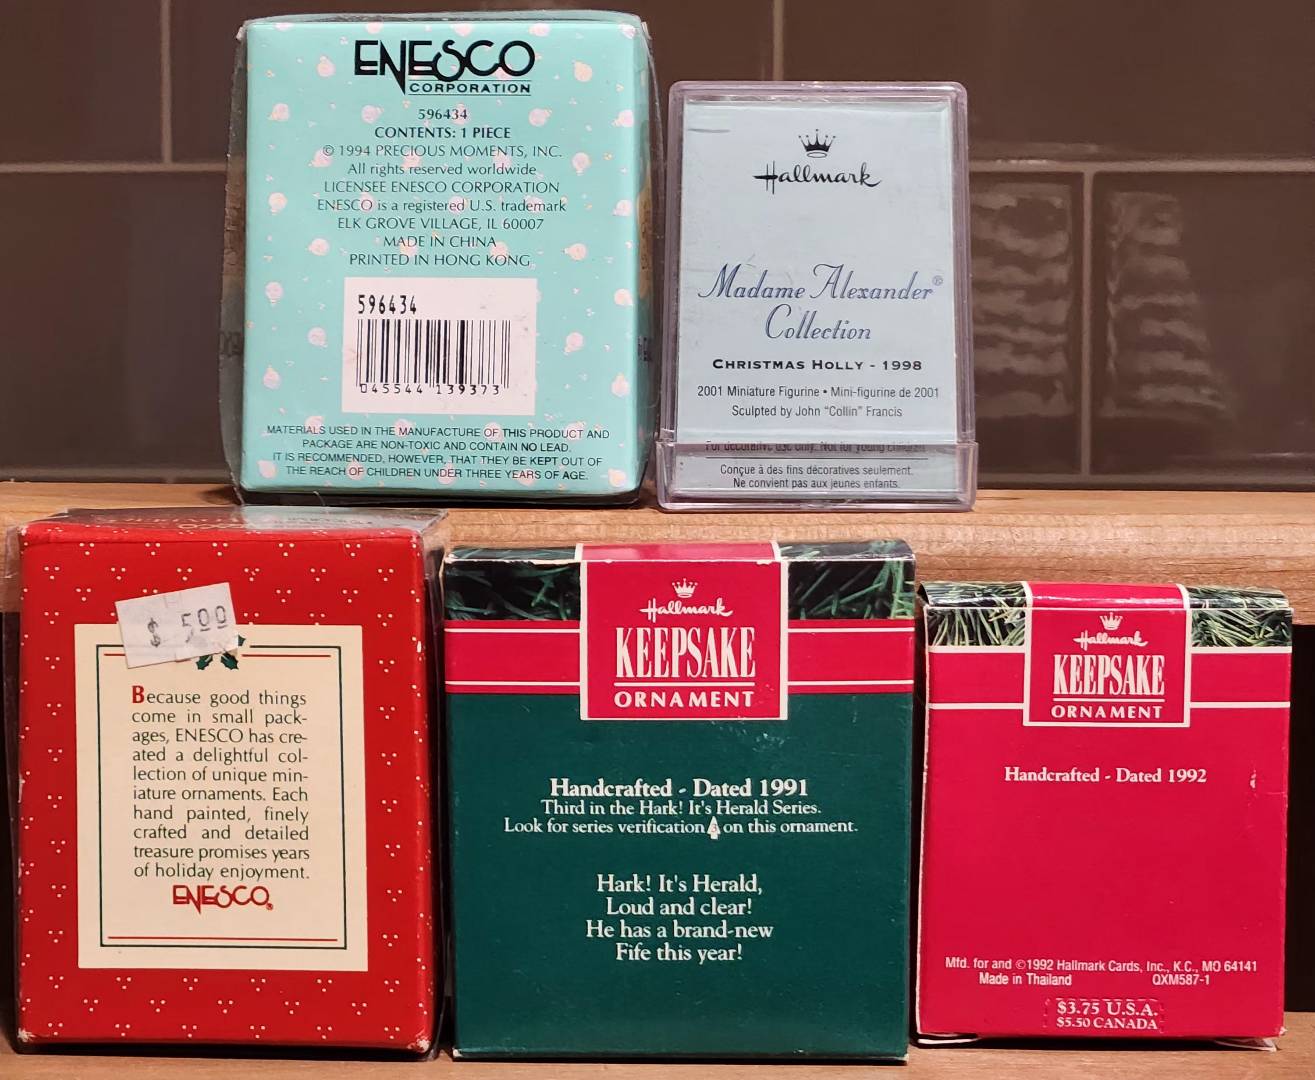 ENESCO
CORPORATION
596434
CONTENTS: 1 PIECE
© 1994 PRECIOUS MOMENTS, INC.
All rights reserved worldwide
LICENSEE ENESCO CORPORATION
ENESCO is a registered U.S. trademark
ELK GROVE VILLAGE, IL 60007
MADE IN CHINA
PRINTED IN HONG KONG
596434
045544 139373
MATERIALS USED IN THE MANUFACTURE OF THIS PRODUCT AND
PACKAGE ARE NON-TOXIC AND CONTAIN NO LEAD.
IT IS RECOMMENDED, HOWEVER, THAT THEY BE KEPT OUT OF
THE REACH OF CHILDREN UNDER THREE YEARS OF AGE.
Hallmark
Madame Alexander®
Collection
CHRISTMAS HOLLY - 1998
2001 Miniature Figurine • Mini-figurine de 2001
Sculpted by John "Collin" Francis
For decorative use only. Not for young children.
Conçue à des fins décoratives seulement.
Ne convient pas aux jeunes enfants.
$ 5.00
Because good things
come in small pack-
ages, ENESCO has cre-
ated a delightful col-
lection of unique min-
iature ornaments. Each
hand painted, finely
crafted and detailed
treasure promises years
of holiday enjoyment.
ENESCO®
Hallmark
KEEPSAKE
ORNAMENT
Handcrafted - Dated 1991
Third in the Hark! It's Herald Series.
Look for series verification 3 on this ornament.
Hark! It's Herald,
Loud and clear!
He has a brand-new
Fife this year!
Hallmark
KEEPSAKE
ORNAMENT
Handcrafted - Dated 1992
Mfd. for and ©1992 Hallmark Cards, Inc., K.C., MO 64141
Made in Thailand QXM587-1
$3.75 U.S.A.
$5.50 CANADA